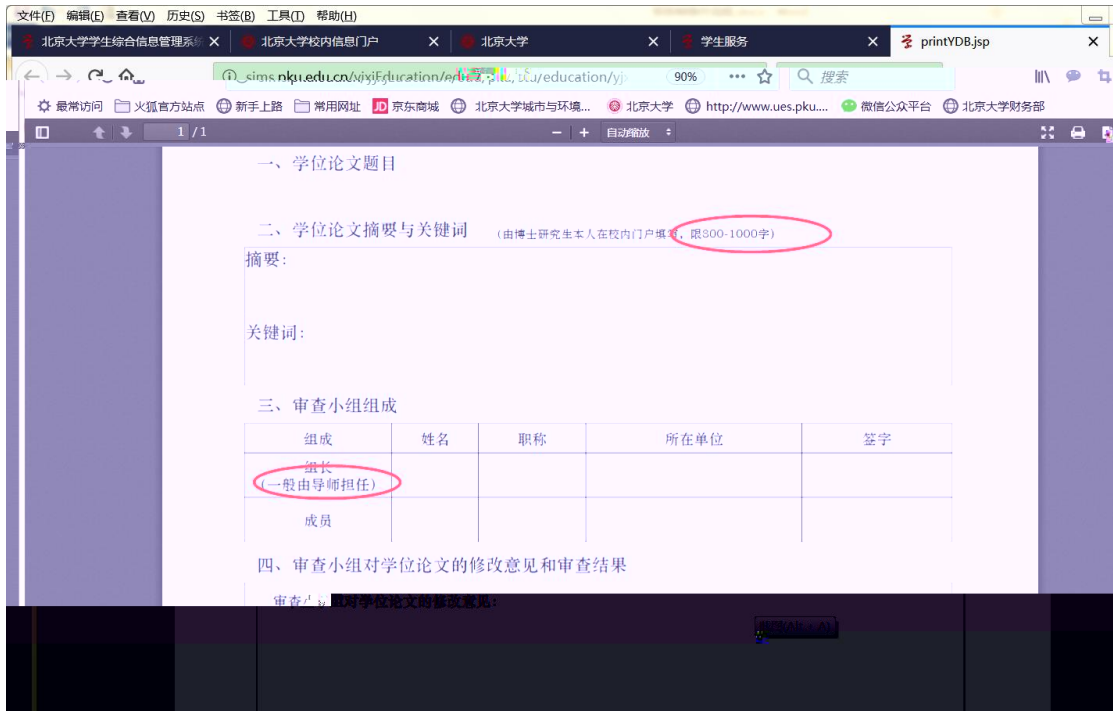 文件(F) 编辑(E) 查看(V) 历史(S) 书签(B) 工具(T) 帮助(H)
北京大学学生综合信息管理系统 北京大学校内信息门户 北京大学 学生服务 printYDB.jsp
90% 搜索
最常访问 火狐官方站点 新手上路 常用网址 JD 京东商城 北京大学城市与环境... 北京大学 http://www.ues.pku.... 微信公众平台 北京大学财务部
1 / 1 自动缩放
一、学位论文题目
二、学位论文摘要与关键词 (由博士研究生本人在校内门户填写，限800-1000字)
摘要:
关键词:
三、审查小组组成
组成 姓名 职称 所在单位 签字
组长
(一般由导师担任)
成员
四、审查小组对学位论文的修改意见和审查结果
审查小组对学位论文的修改意见: